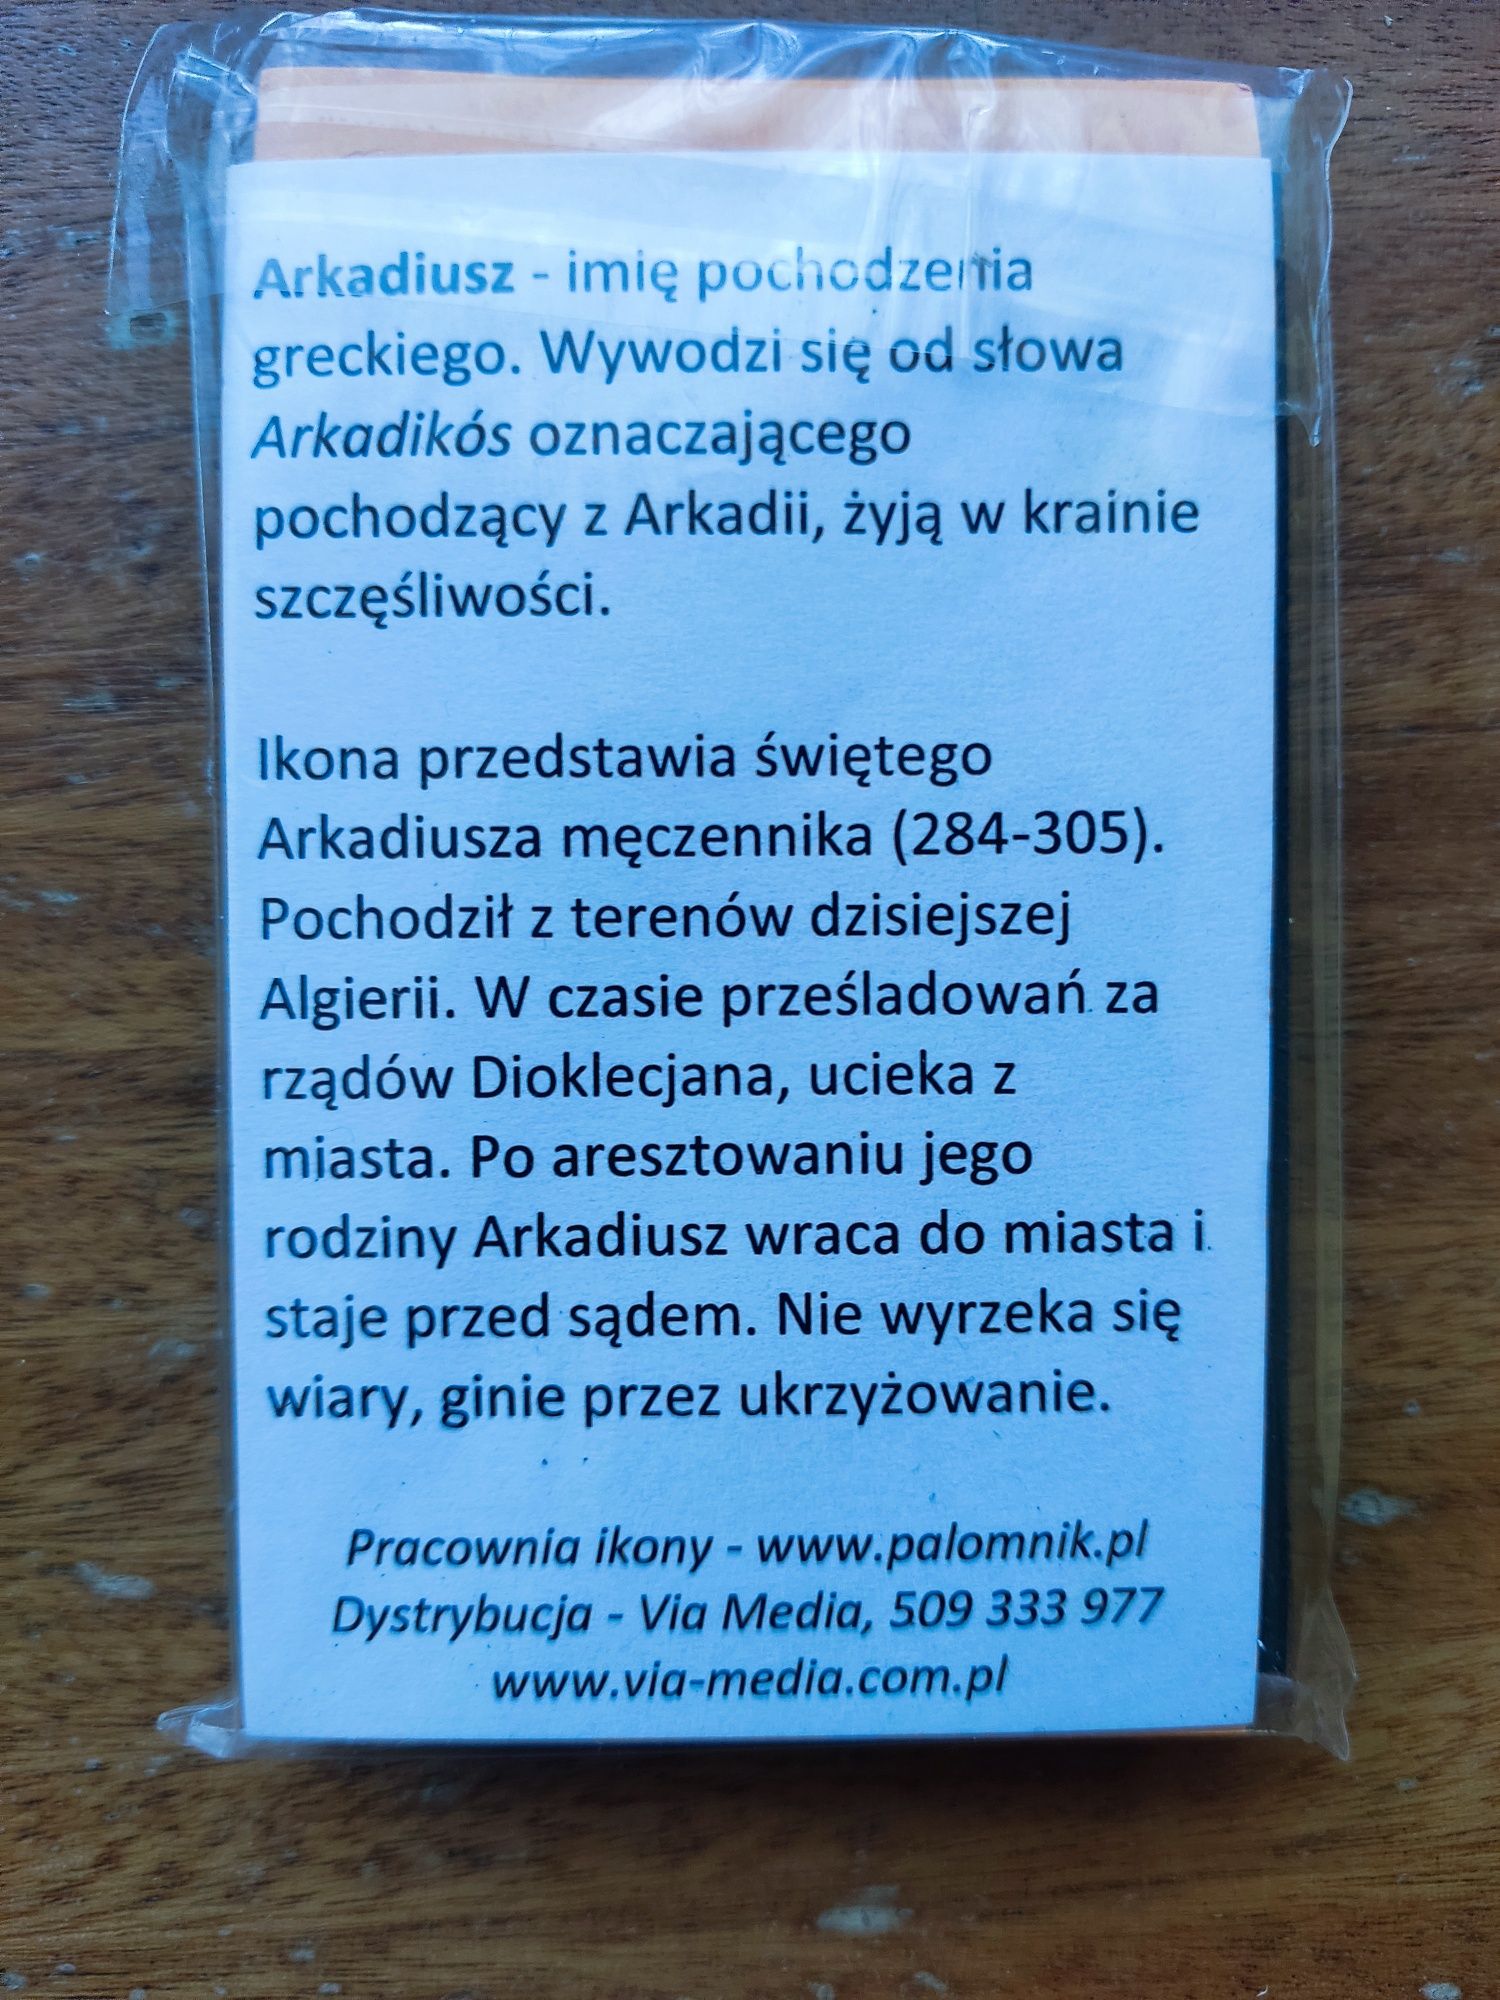 Arkadiusz - imię pochodzenia
greckiego. Wywodzi się od słowa
Arkadikós oznaczającego
pochodzący z Arkadii, żyją w krainie
szczęśliwości.
Ikona przedstawia świętego
Arkadiusza męczennika (284-305).
Pochodził z terenów dzisiejszej
Algierii. W czasie prześladowań za
rządów Dioklecjana, ucieka z
miasta. Po aresztowaniu jego
rodziny Arkadiusz wraca do miasta i
staje przed sądem. Nie wyrzeka się
wiary, ginie przez ukrzyżowanie.
Pracownia ikony - www.palomnik.pl
Dystrybucja - Via Media, 509 333 977
www.via-media.com.pl